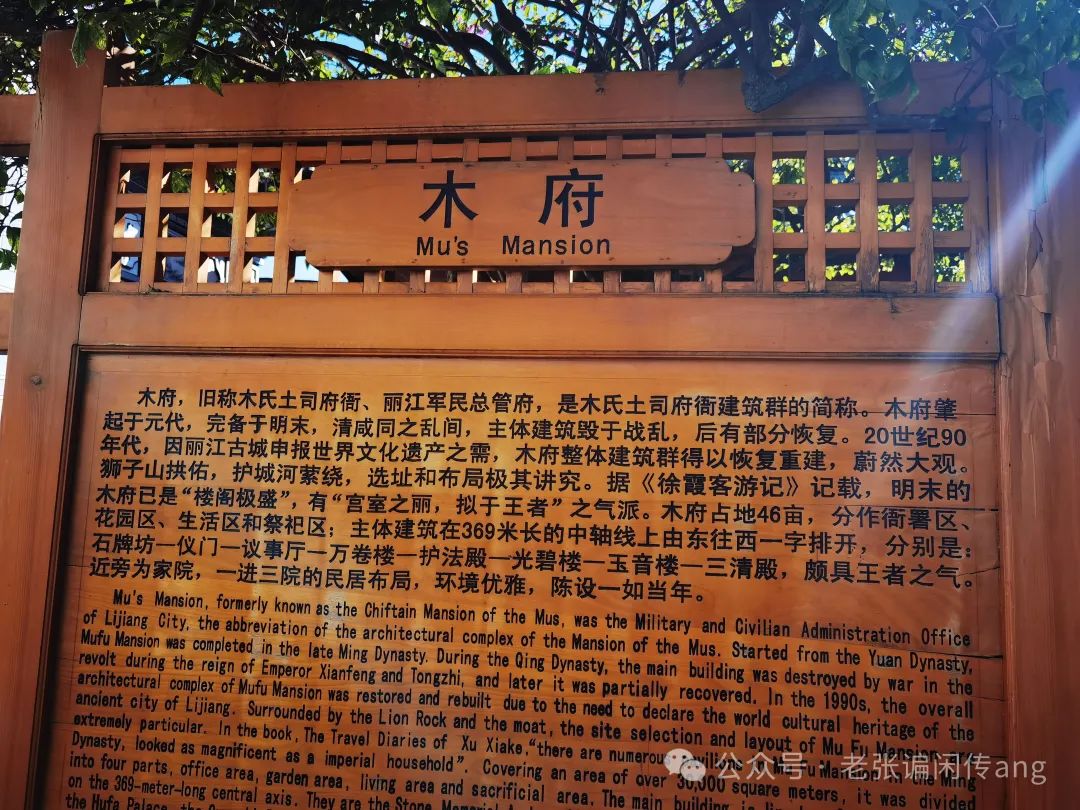 木府
Mu's Mansion
木府，旧称木氏土司府衙、丽江军民总管府，是木氏土司府衙建筑群的简称。木府肇
起于元代，完备于明末，清咸同之乱间，主体建筑毁于战乱，后有部分恢复。20世纪90
年代，因丽江古城申报世界文化遗产之需，木府整体建筑群得以恢复重建，蔚然大观。
狮子山拱佑，护城河萦绕，选址和布局极其讲究。据《徐霞客游记》记载，明末的
木府已是“楼阁极盛”，有“宫室之丽，拟于王者”之气派。木府占地46亩，分作衙署区、
花园区、生活区和祭祀区；主体建筑在369米长的中轴线上由东往西一字排开，分别是：
石牌坊—仪门—议事厅—万卷楼—护法殿—光碧楼—玉音楼—三清殿，颇具王者之气。
近旁为家院，一进三院的民居布局，环境优雅，陈设一如当年。
Mu's Mansion, formerly known as the Chiftain Mansion of the Mus, was the Military and Civilian Administration Office
of Lijiang City, the abbreviation of the architectural complex of the Mansion of the Mus. Started from the Yuan Dynasty,
Mufu Mansion was completed in the late Ming Dynasty. During the Qing Dynasty, the main building was destroyed by war in the
revolt during the reign of Emperor Xianfeng and Tongzhi, and later it was partially recovered. In the 1990s, the overall
architectural complex of Mufu Mansion was restored and rebuilt due to the need to declare the world cultural heritage of the
ancient city of Lijiang. Surrounded by the Lion Rock and the moat, the site selection and layout of Mu Fu Mansion
extremely particular. In the book, The Travel Diaries of Xu Xiake, "there are numerous the Ming
Dynasty, looked as magnificent as a imperial household". Covering an area of over 30,000 square meters, it was divided
into four parts, office area, garden area, living area and sacrificial area. The main building is
on the 369-meter-long central axis. They are the Stone Memorial
the Hufa Palace, the
公众号·老张谝闲传ang